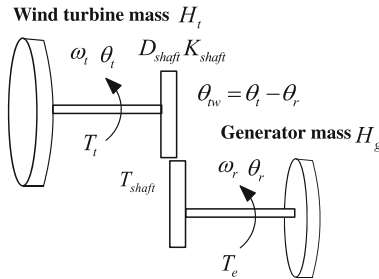 Wind turbine mass H_t
ω_t θ_t
D_shaft K_shaft
θ_tw = θ_t − θ_r
T_t
Generator mass H_g
T_shaft
ω_r θ_r
T_e